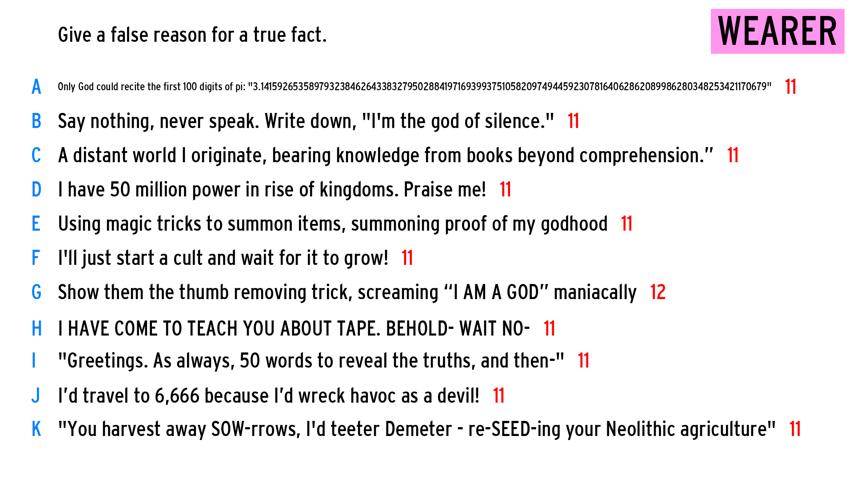 Give a false reason for a true fact.
WEARER
A Only God could recite the first 100 digits of pi: "3.1415926535897932384626433832795028841971693993751058209749445923078164062862089986280348253421170679" 11
B Say nothing, never speak. Write down, "I'm the god of silence." 11
C A distant world I originate, bearing knowledge from books beyond comprehension.” 11
D I have 50 million power in rise of kingdoms. Praise me! 11
E Using magic tricks to summon items, summoning proof of my godhood 11
F I'll just start a cult and wait for it to grow! 11
G Show them the thumb removing trick, screaming “I AM A GOD” maniacally 12
H I HAVE COME TO TEACH YOU ABOUT TAPE. BEHOLD- WAIT NO- 11
I "Greetings. As always, 50 words to reveal the truths, and then-" 11
J I’d travel to 6,666 because I’d wreck havoc as a devil! 11
K "You harvest away SOW-rrows, I'd teeter Demeter - re-SEED-ing your Neolithic agriculture" 11